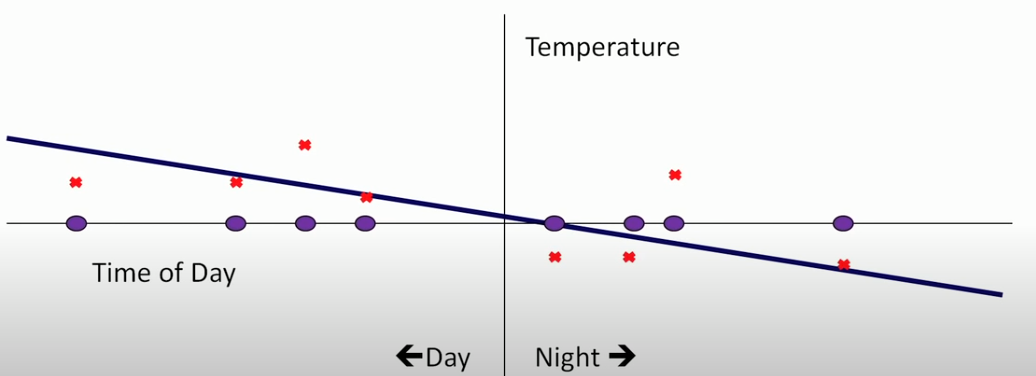 Temperature
Time of Day
🡸Day
Night 🡺